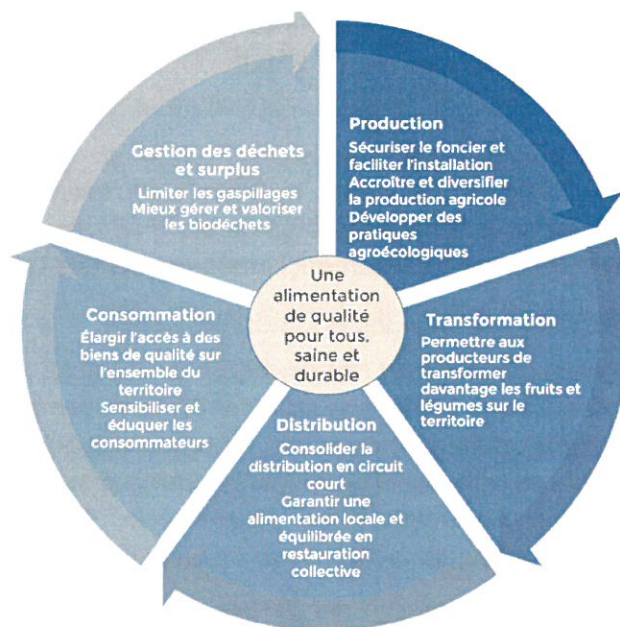 Production
Sécuriser le foncier et
faciliter l'installation
Accroître et diversifier
la production agricole
Développer des
pratiques
agroécologiques
Transformation
Permettre aux
producteurs de
transformer
davantage les fruits et
légumes sur le
territoire
Distribution
Consolider la
distribution en circuit
court
Garantir une
alimentation locale et
équilibrée en
restauration
collective
Consommation
Élargir l'accès à des
biens de qualité sur
l'ensemble du
territoire
Sensibiliser et
éduquer les
consommateurs
Gestion des déchets
et surplus
Limiter les gaspillages
Mieux gérer et valoriser
les biodéchets
Une
alimentation
de qualité
pour tous,
saine et
durable